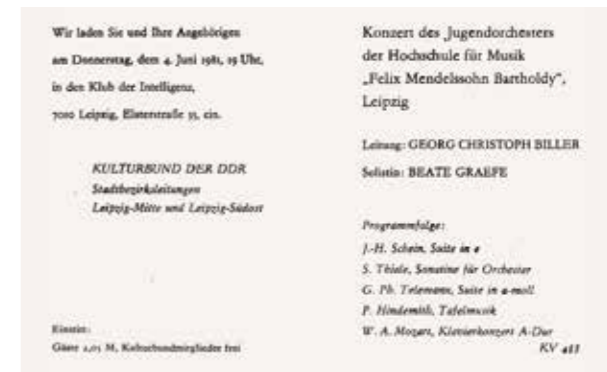 Wir laden Sie und Ihre Angehörigen
am Donnerstag, dem 4. Juni 1981, 19 Uhr,
in den Klub der Intelligenz,
7010 Leipzig, Elsterstraße 35, ein.
KULTURBUND DER DDR
Stadtbezirksleitungen
Leipzig-Mitte und Leipzig-Südost
Eintritt:
Gäste 2,05 M, Kulturbundmitglieder frei
Konzert des Jugendorchesters
der Hochschule für Musik
„Felix Mendelssohn Bartholdy“,
Leipzig
Leitung: GEORG CHRISTOPH BILLER
Solistin: BEATE GRAEFE
Programmfolge:
J.-H. Schein, Suite in e
S. Thiele, Sonatine für Orchester
G. Ph. Telemann, Suite in a-moll
P. Hindemith, Tafelmusik
W. A. Mozart, Klavierkonzert A-Dur
KV